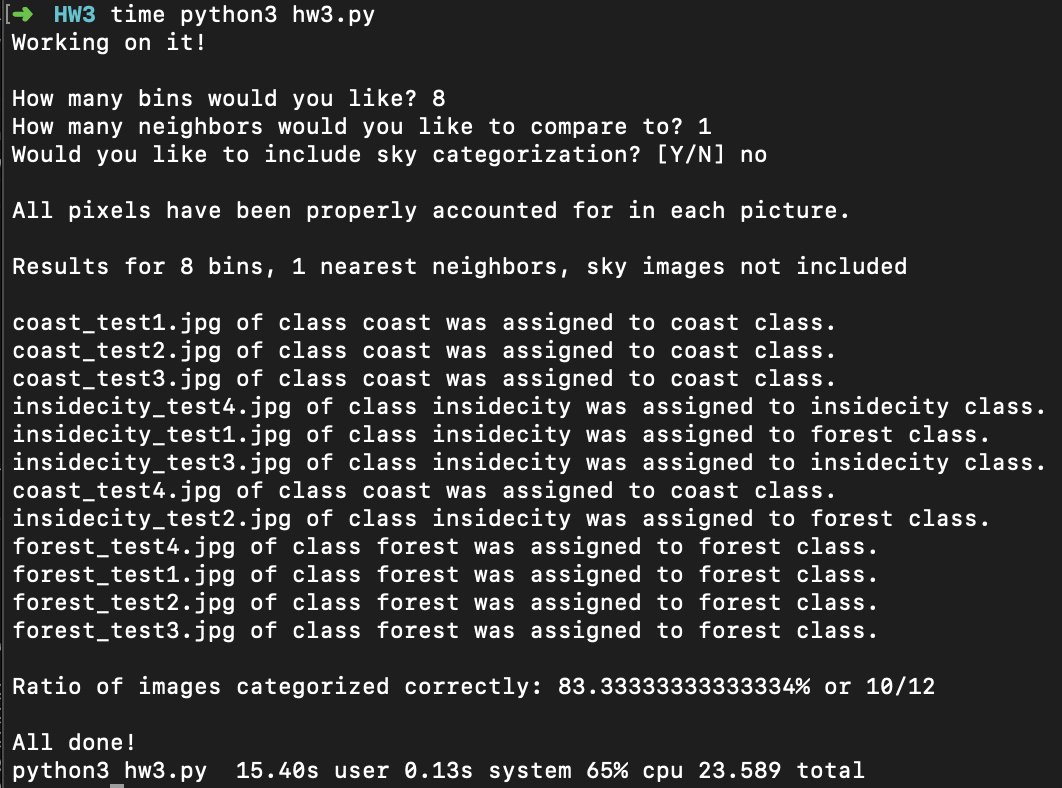 [➜ HW3 time python3 hw3.py
Working on it!
How many bins would you like? 8
How many neighbors would you like to compare to? 1
Would you like to include sky categorization? [Y/N] no
All pixels have been properly accounted for in each picture.
Results for 8 bins, 1 nearest neighbors, sky images not included
coast_test1.jpg of class coast was assigned to coast class.
coast_test2.jpg of class coast was assigned to coast class.
coast_test3.jpg of class coast was assigned to coast class.
insidecity_test4.jpg of class insidecity was assigned to insidecity class.
insidecity_test1.jpg of class insidecity was assigned to forest class.
insidecity_test3.jpg of class insidecity was assigned to insidecity class.
coast_test4.jpg of class coast was assigned to coast class.
insidecity_test2.jpg of class insidecity was assigned to forest class.
forest_test4.jpg of class forest was assigned to forest class.
forest_test1.jpg of class forest was assigned to forest class.
forest_test2.jpg of class forest was assigned to forest class.
forest_test3.jpg of class forest was assigned to forest class.
Ratio of images categorized correctly: 83.33333333333334% or 10/12
All done!
python3 hw3.py  15.40s user 0.13s system 65% cpu 23.589 total